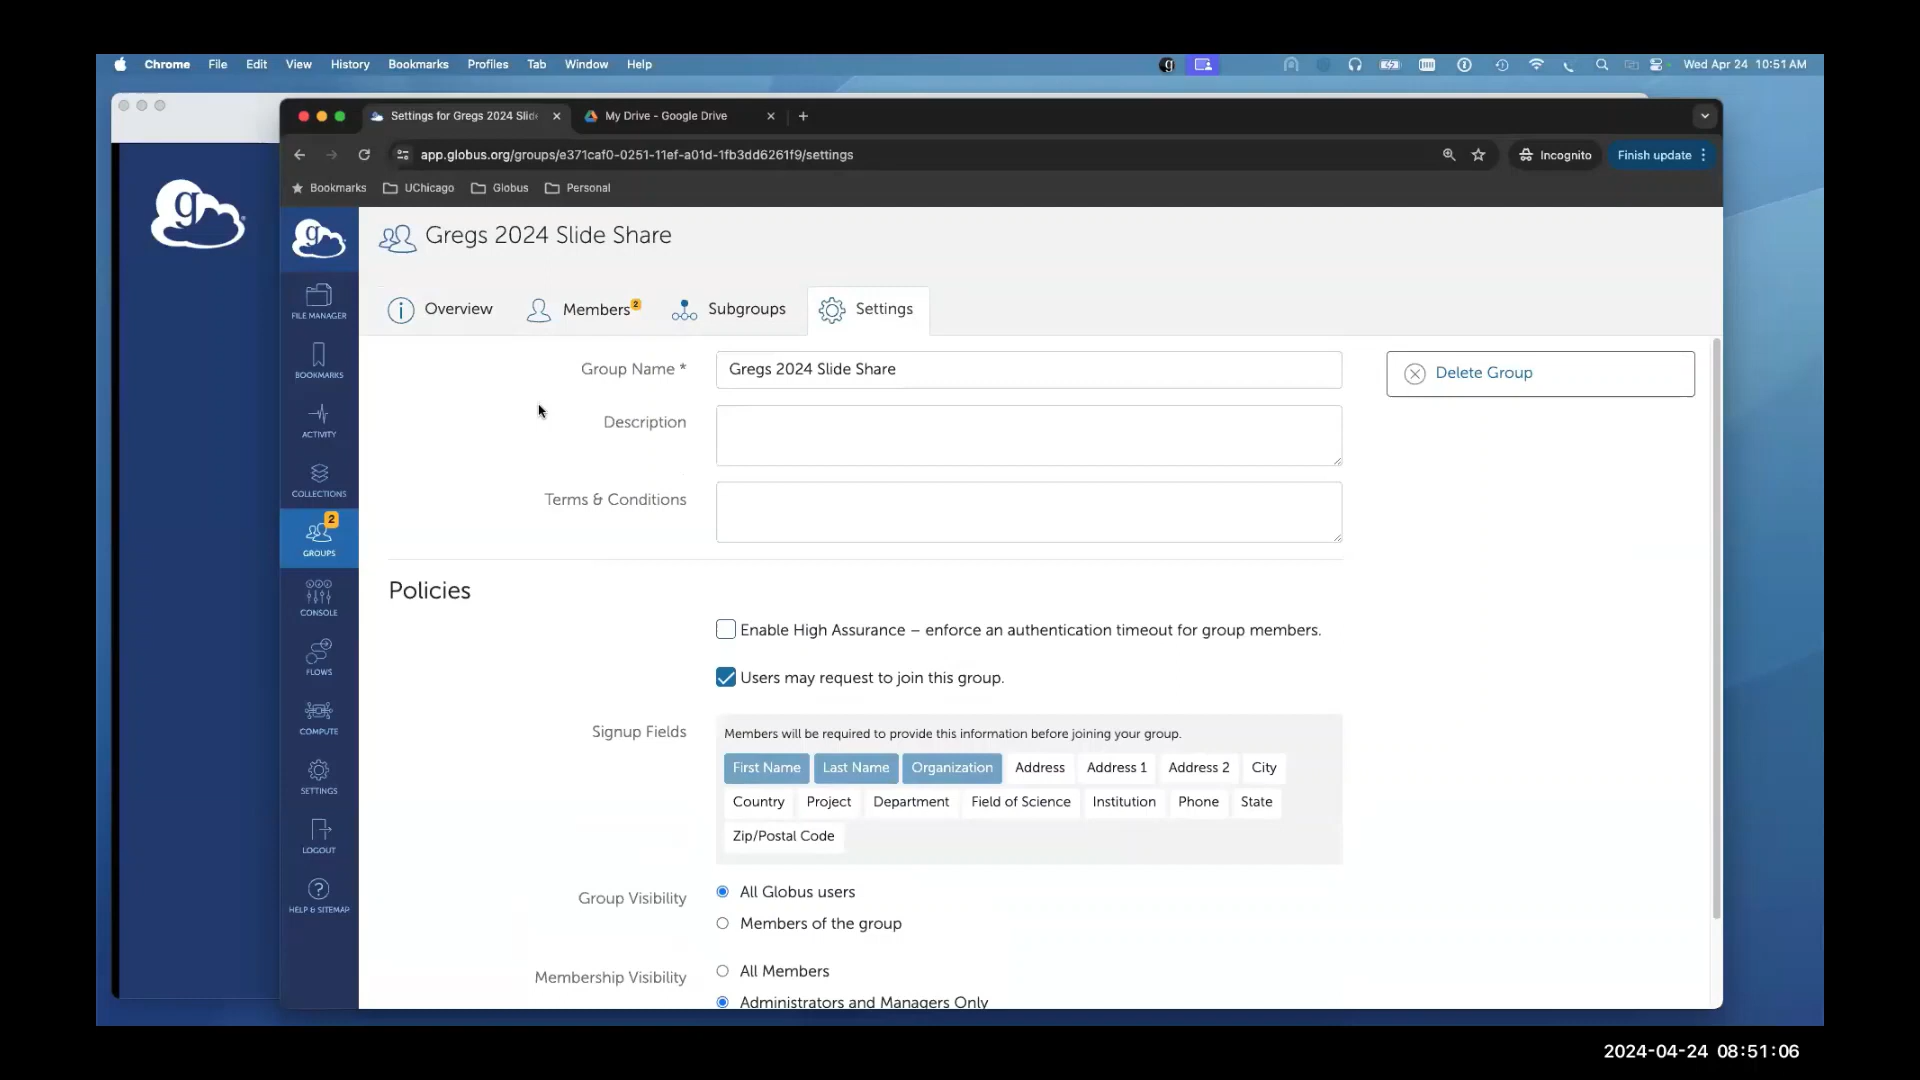 Chrome File Edit View History Bookmarks Profiles Tab Window Help Wed Apr 24 10:51 AM
Settings for Gregs 2024 Slid My Drive - Google Drive
app.globus.org/groups/e371caf0-0251-11ef-a01d-1fb3dd6261f9/settings Incognito Finish update
Bookmarks UChicago Globus Personal
g
g
Gregs 2024 Slide Share
Overview Members 2 Subgroups Settings
FILE MANAGER
BOOKMARKS
ACTIVITY
COLLECTIONS
2
GROUPS
CONSOLE
FLOWS
COMPUTE
SETTINGS
LOGOUT
HELP & SITEMAP
Group Name * Gregs 2024 Slide Share
Delete Group
Description
Terms & Conditions
Policies
Enable High Assurance – enforce an authentication timeout for group members.
Users may request to join this group.
Signup Fields
Members will be required to provide this information before joining your group.
First Name Last Name Organization Address Address 1 Address 2 City
Country Project Department Field of Science Institution Phone State
Zip/Postal Code
Group Visibility
All Globus users
Members of the group
Membership Visibility
All Members
Administrators and Managers Only
2024-04-24 08:51:06